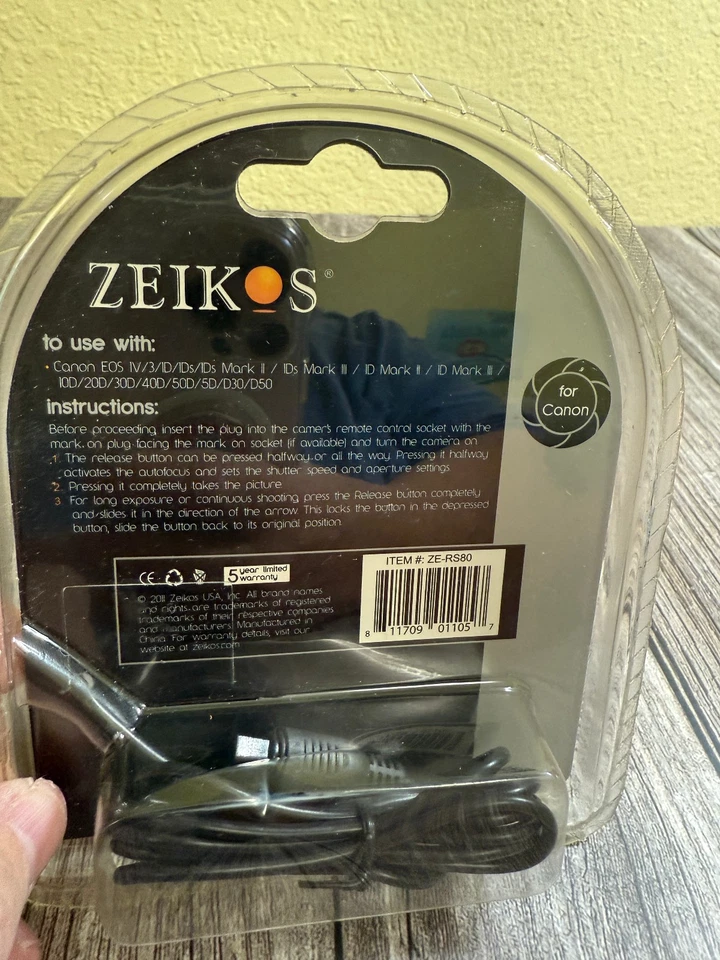 ZEIKOS®
to use with:
• Canon EOS 1V/3/1D/1Ds/1Ds Mark II / 1Ds Mark III / 1D Mark II / 1D Mark III /
10D/20D/30D/40D/50D/5D/D30/D50
for
Canon
instructions:
Before proceeding, insert the plug into the camer's remote control socket with the
mark on plug facing the mark on socket (if available) and turn the camera on
1. The release button can be pressed halfway or all the way. Pressing it halfway
activates the autofocus and sets the shutter speed and aperture settings.
2. Pressing it completely takes the picture
3. For long exposure or continuous shooting press the Release button completely
and slides it in the direction of the arrow. This locks the button in the depressed
button, slide the button back to its original position.
CE
5 year limited
warranty
© 2011 Zeikos USA, Inc. All brand names
and rights are trademarks of registered
trademarks of their respective companies
and manufacturers. Manufactured in
China. For warranty details, visit our
website at Zeikos.com
ITEM #: ZE-RS80
8 11709 01105 7